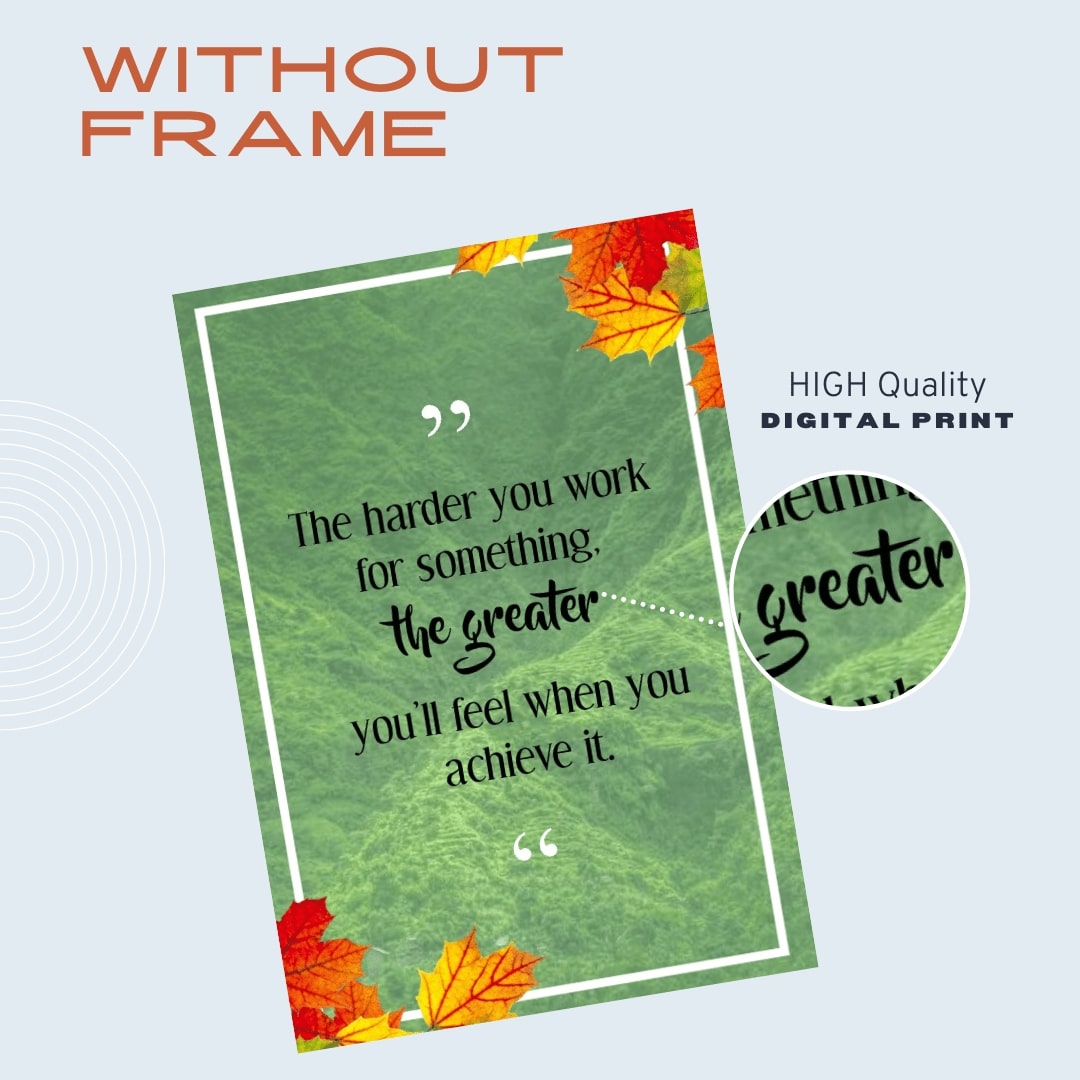 WITHOUT
FRAME
HIGH Quality
DIGITAL PRINT
”
The harder you work
for something,
the greater
you’ll feel when you
achieve it.
“
methin
greater